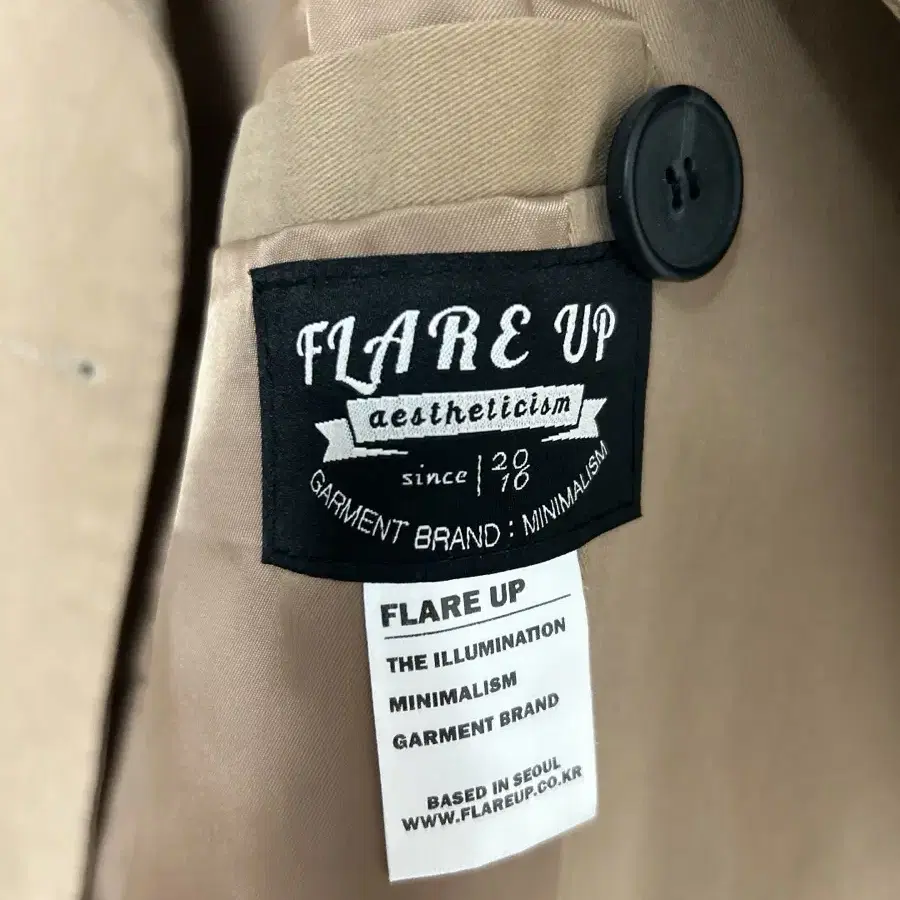 FLARE UP
aestheticism
since | 20
10
GARMENT BRAND : MINIMALISM
FLARE UP
THE ILLUMINATION
MINIMALISM
GARMENT BRAND
BASED IN SEOUL
WWW.FLAREUP.CO.KR